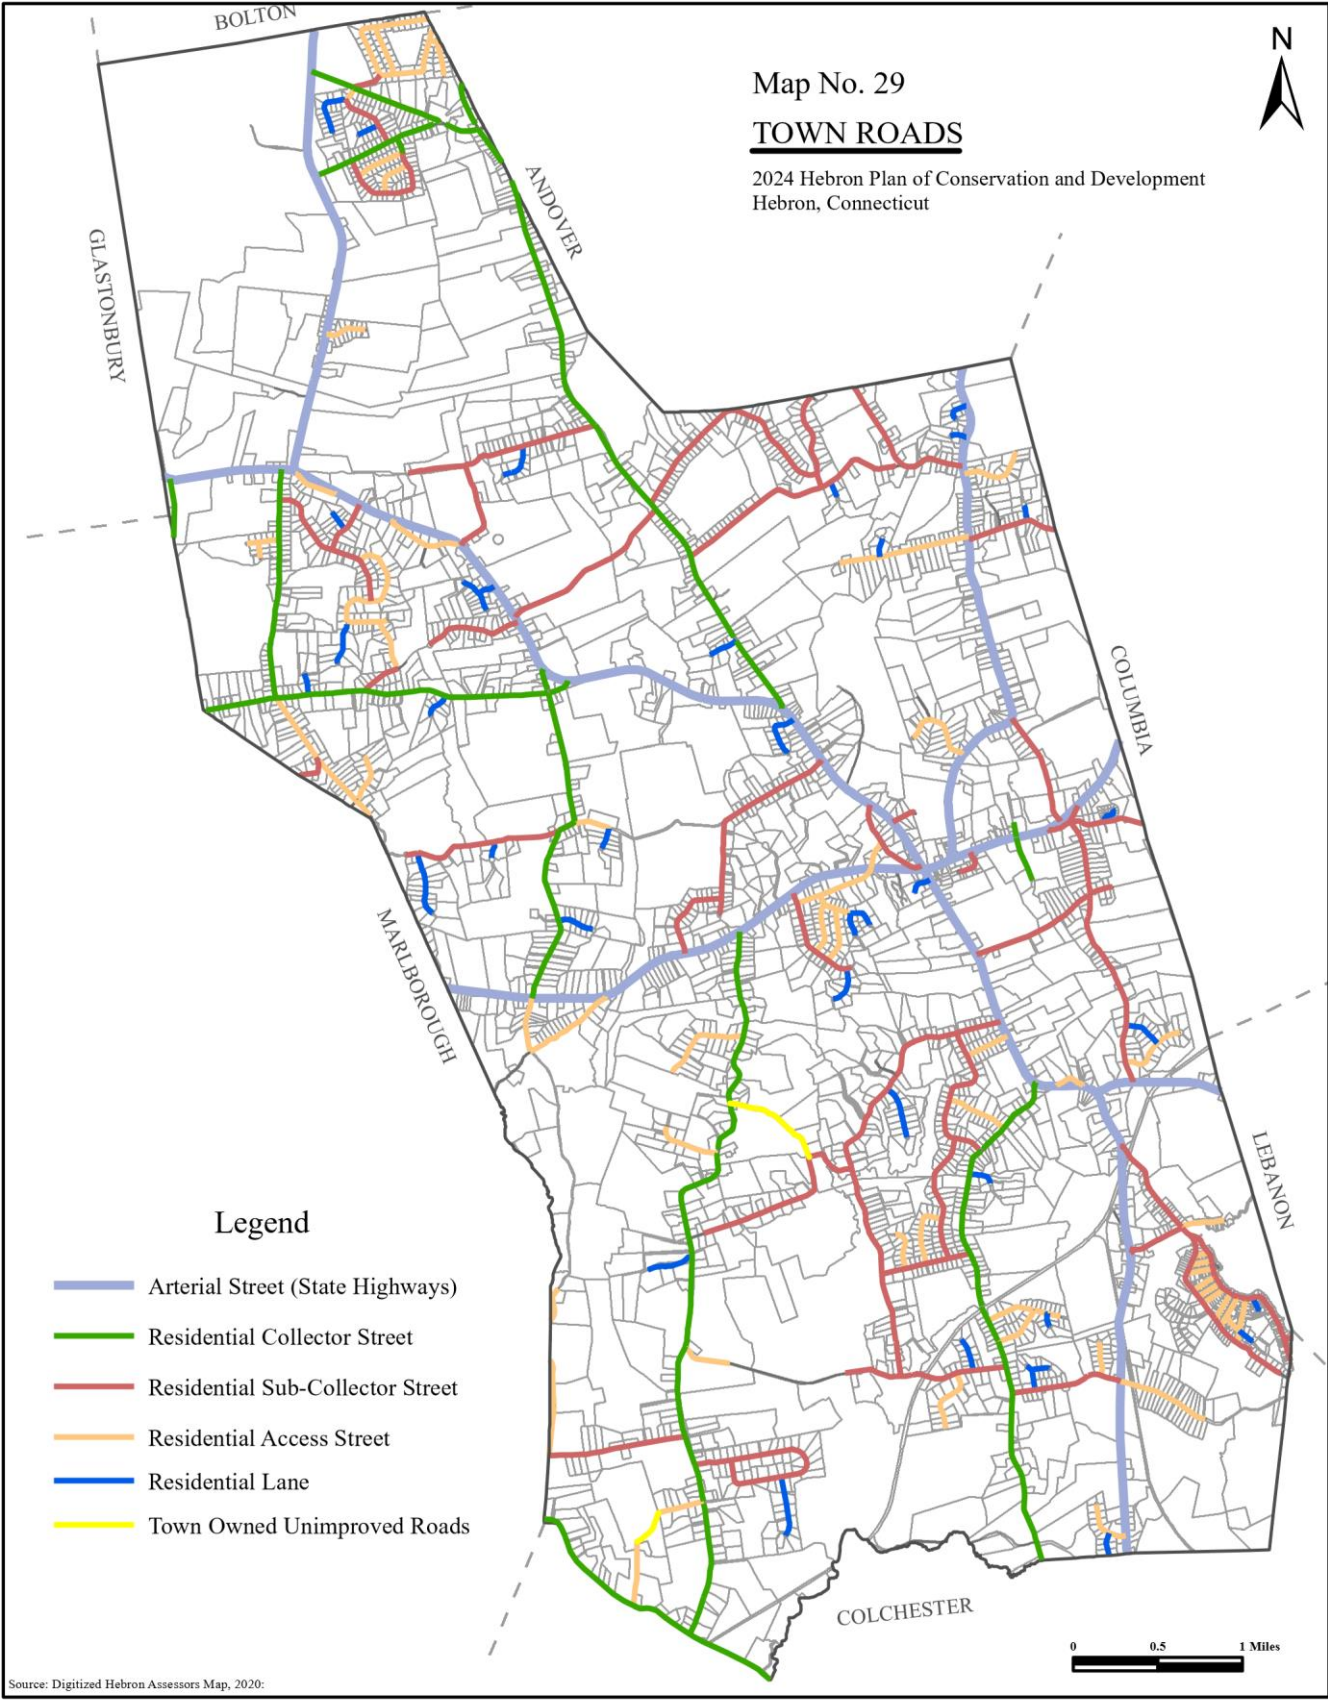 BOLTON
N
Map No. 29
TOWN ROADS
2024 Hebron Plan of Conservation and Development
Hebron, Connecticut
ANDOVER
GLASTONBURY
COLUMBIA
MARLBOROUGH
LEBANON
Legend
Arterial Street (State Highways)
Residential Collector Street
Residential Sub-Collector Street
Residential Access Street
Residential Lane
Town Owned Unimproved Roads
COLCHESTER
0 0.5 1 Miles
Source: Digitized Hebron Assessors Map, 2020: